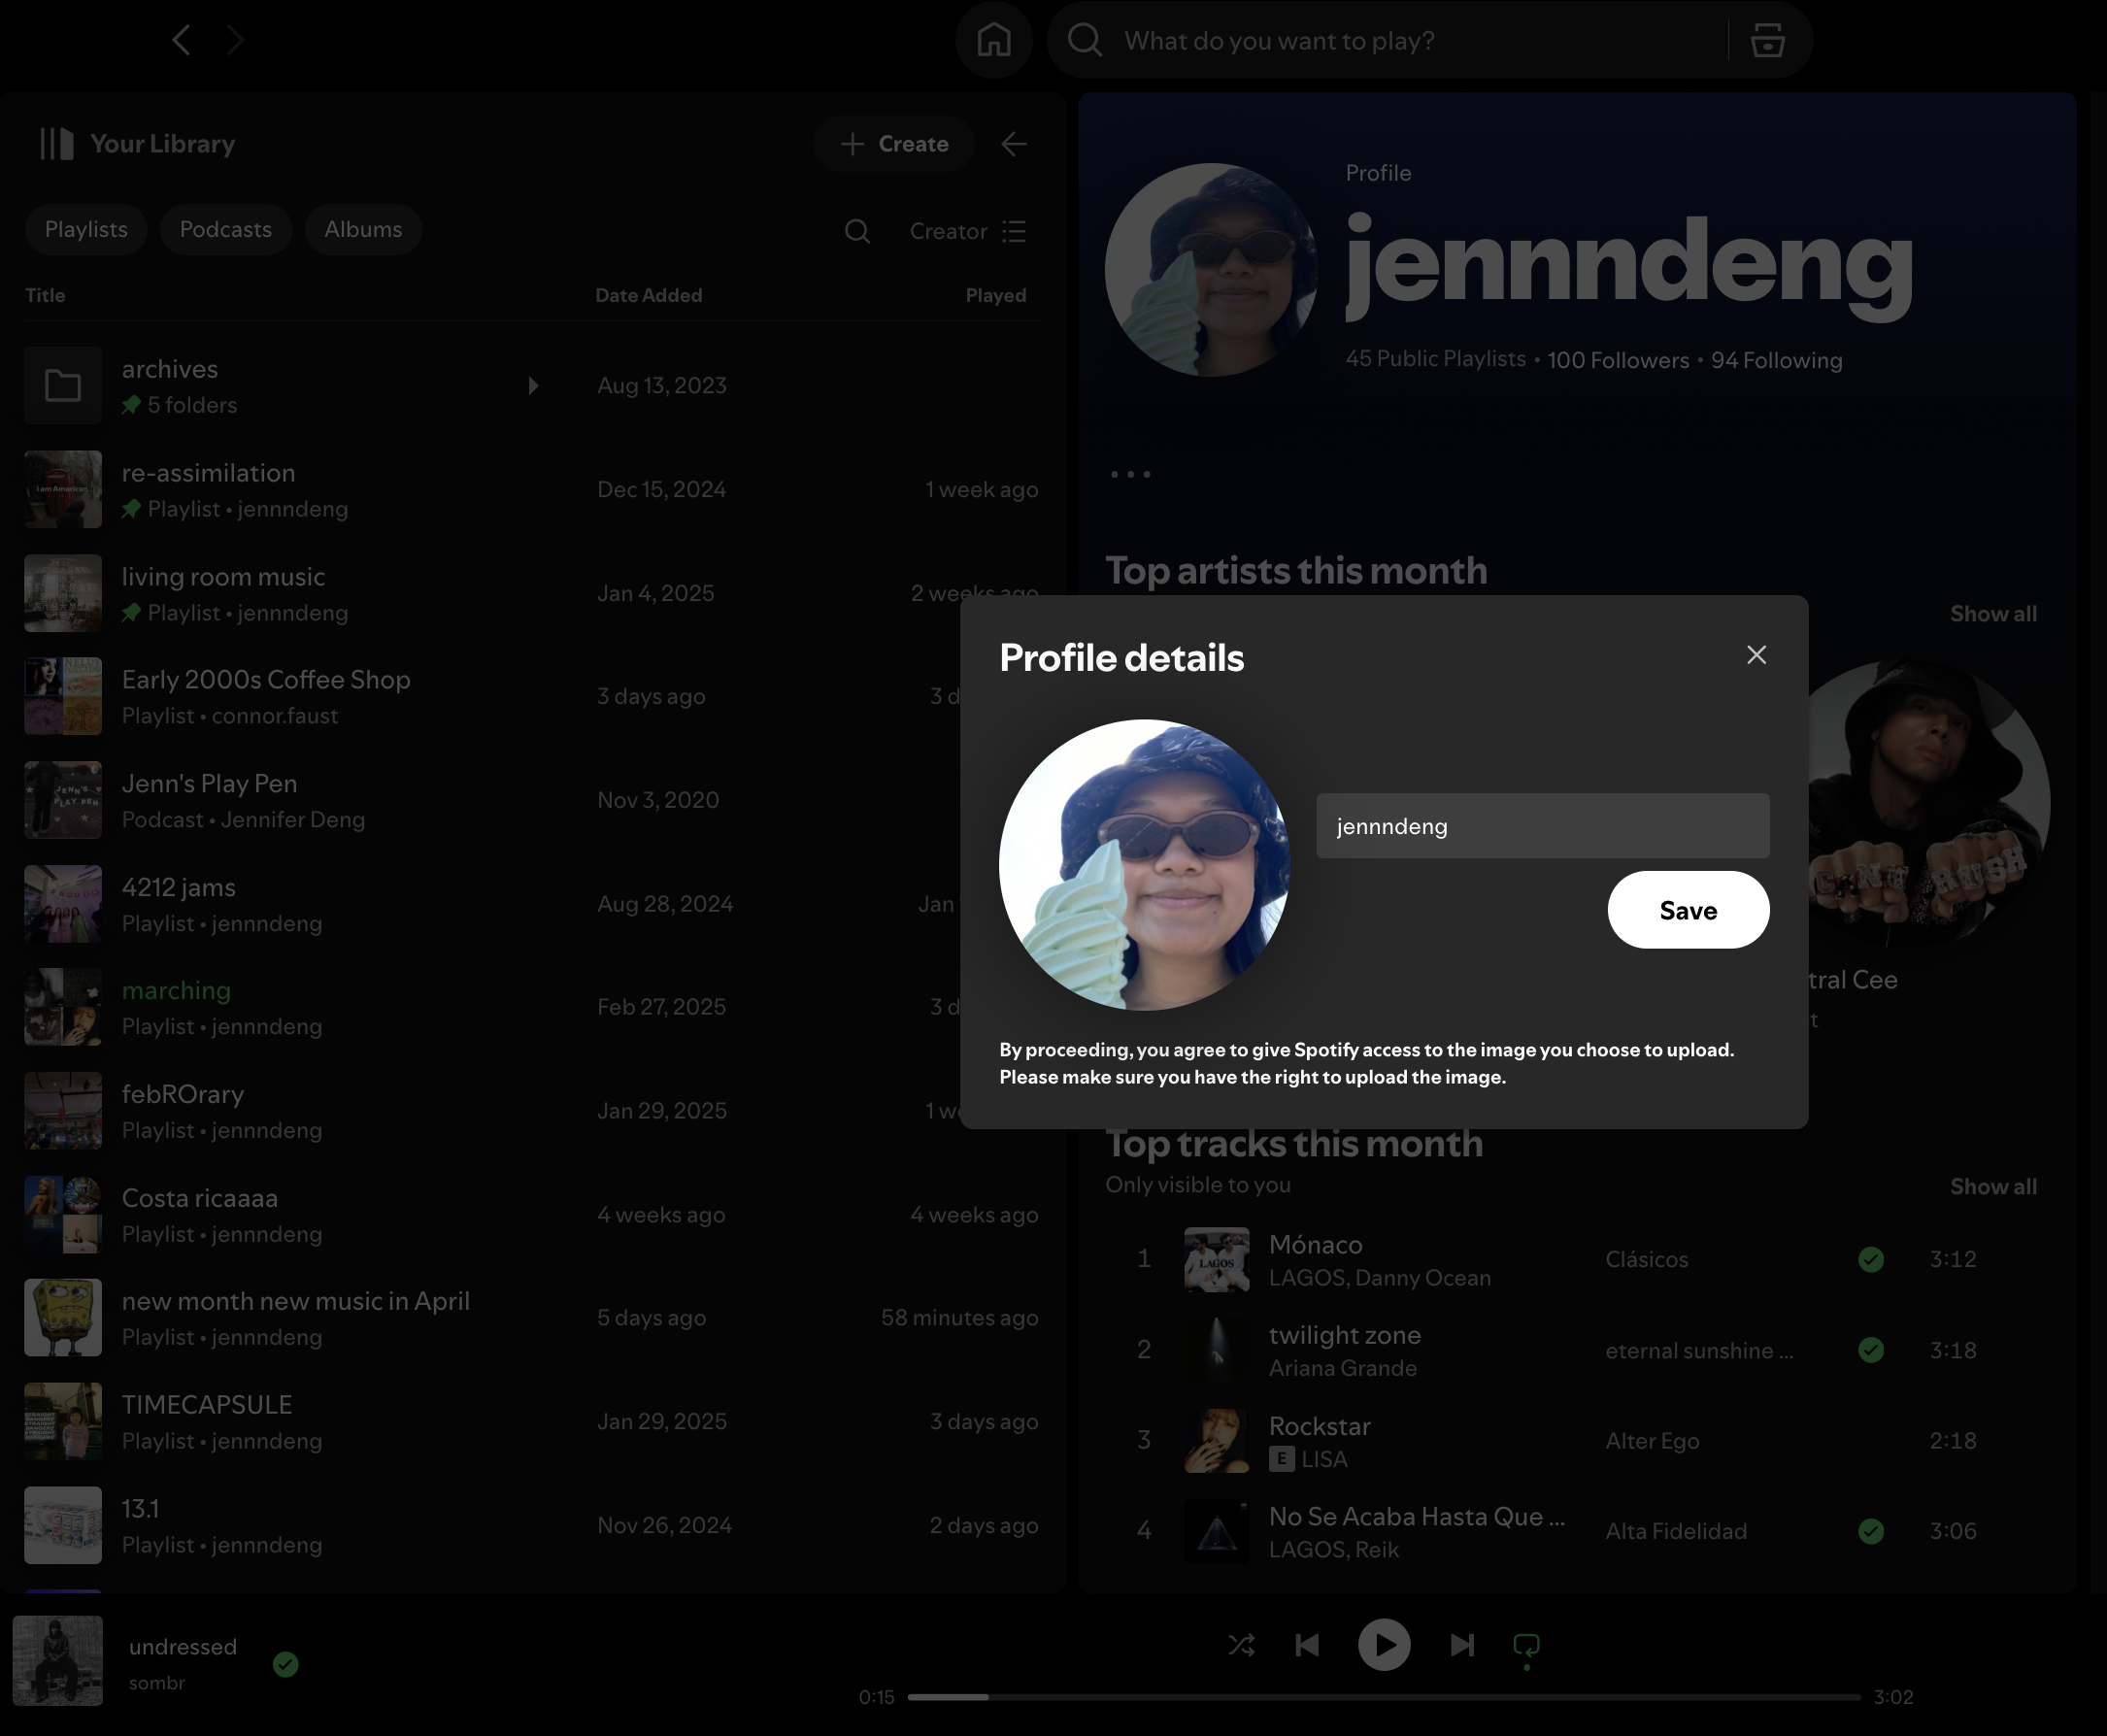 What do you want to play?
Your Library
Create
Playlists
Podcasts
Albums
Creator
Title
Date Added
Played
archives
5 folders
Aug 13, 2023
re-assimilation
Playlist • jennndeng
Dec 15, 2024
1 week ago
I am American
living room music
Playlist • jennndeng
Jan 4, 2025
2 weeks ago
Early 2000s Coffee Shop
Playlist • connor.faust
3 days ago
3 d
Jenn's Play Pen
Podcast • Jennifer Deng
Nov 3, 2020
JENN'S
PLAY PEN
4212 jams
Playlist • jennndeng
Aug 28, 2024
Jan
marching
Playlist • jennndeng
Feb 27, 2025
3 d
febROrary
Playlist • jennndeng
Jan 29, 2025
1 we
Costa ricaaaa
Playlist • jennndeng
4 weeks ago
4 weeks ago
new month new music in April
Playlist • jennndeng
5 days ago
58 minutes ago
TIMECAPSULE
Playlist • jennndeng
Jan 29, 2025
3 days ago
13.1
Playlist • jennndeng
Nov 26, 2024
2 days ago
Profile
jennndeng
45 Public Playlists • 100 Followers • 94 Following
Top artists this month
Show all
tral Cee
t
Profile details
jennndeng
Save
By proceeding, you agree to give Spotify access to the image you choose to upload.
Please make sure you have the right to upload the image.
Top tracks this month
Only visible to you
Show all
1
LAGOS
Mónaco
LAGOS, Danny Ocean
Clásicos
3:12
2
twilight zone
Ariana Grande
eternal sunshine ...
3:18
3
Rockstar
E LISA
Alter Ego
2:18
4
No Se Acaba Hasta Que ...
LAGOS, Reik
Alta Fidelidad
3:06
undressed
sombr
0:15
3:02